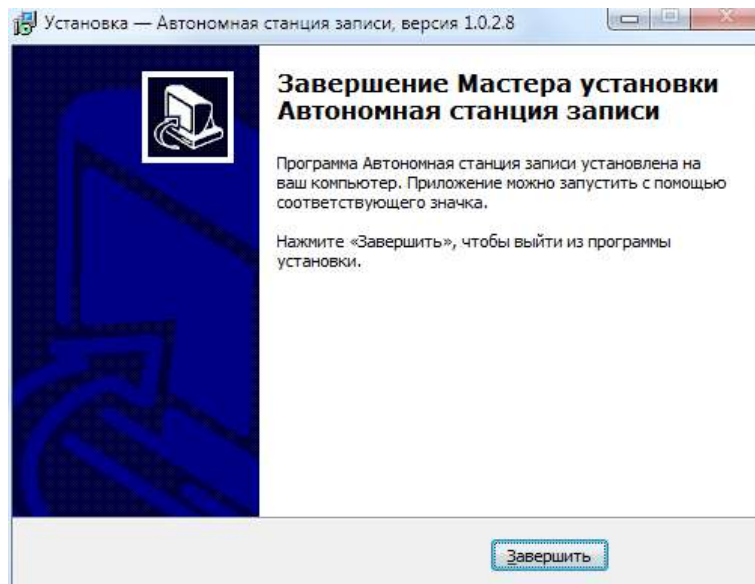 Установка — Автономная станция записи, версия 1.0.2.8
Завершение Мастера установки
Автономная станция записи
Программа Автономная станция записи установлена на
ваш компьютер. Приложение можно запустить с помощью
соответствующего значка.
Нажмите «Завершить», чтобы выйти из программы
установки.
Завершить